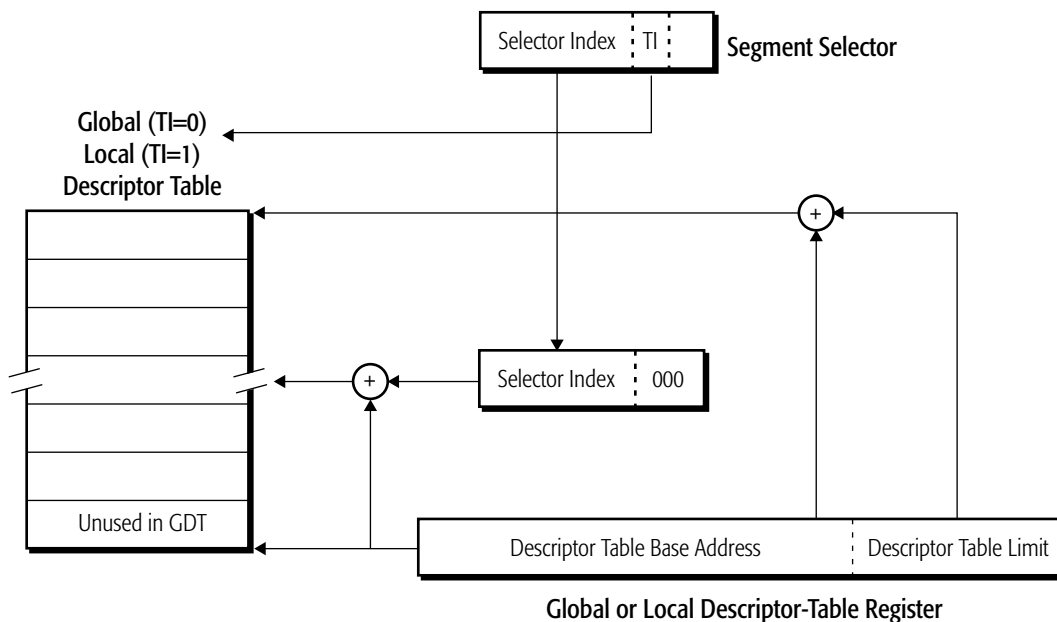 Selector Index TI
Segment Selector
Global (TI=0)
Local (TI=1)
Descriptor Table
+
Selector Index 000
+
Unused in GDT
Descriptor Table Base Address Descriptor Table Limit
Global or Local Descriptor-Table Register